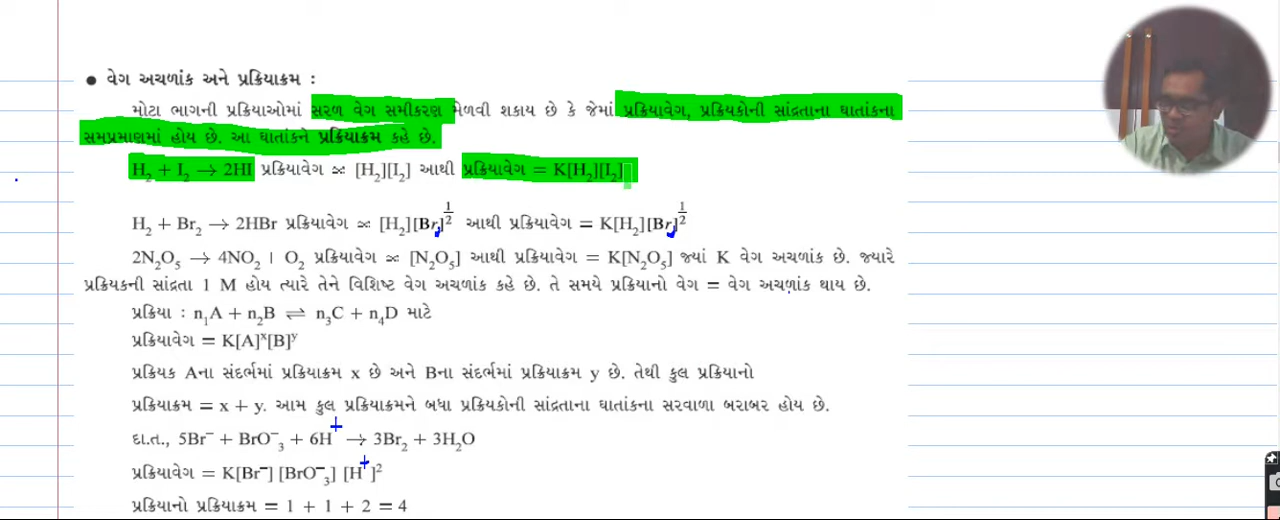 ● વેગ અચળાંક અને પ્રક્રિયાક્રમ :
મોટા ભાગની પ્રક્રિયાઓમાં સરળ વેગ સમીકરણ મેળવી શકાય છે કે જેમાં પ્રક્રિયાવેગ, પ્રક્રિયકોની સાંદ્રતાના ઘાતાંકના
સમપ્રમાણમાં હોય છે. આ ઘાતાંકને પ્રક્રિયાક્રમ કહે છે.
H₂ + I₂ → 2HI પ્રક્રિયાવેગ ∝ [H₂][I₂] આથી પ્રક્રિયાવેગ = K[H₂][I₂]
H₂ + Br₂ → 2HBr પ્રક્રિયાવેગ ∝ [H₂][Br₂]^½ આથી પ્રક્રિયાવેગ = K[H₂][Br₂]^½
2N₂O₅ → 4NO₂ | O₂ પ્રક્રિયાવેગ ∝ [N₂O₅] આથી પ્રક્રિયાવેગ = K[N₂O₅] જ્યાં K વેગ અચળાંક છે. જ્યારે
પ્રક્રિયકની સાંદ્રતા 1 M હોય ત્યારે તેને વિશિષ્ટ વેગ અચળાંક કહે છે. તે સમયે પ્રક્રિયાનો વેગ = વેગ અચળાંક થાય છે.
પ્રક્રિયા : n₁A + n₂B ⇌ n₃C + n₄D માટે
પ્રક્રિયાવેગ = K[A]ˣ[B]ʸ
પ્રક્રિયક Aના સંદર્ભમાં પ્રક્રિયાક્રમ x છે અને Bના સંદર્ભમાં પ્રક્રિયાક્રમ y છે. તેથી કુલ પ્રક્રિયાનો
પ્રક્રિયાક્રમ = x + y. આમ કુલ પ્રક્રિયાક્રમને બધા પ્રક્રિયકોની સાંદ્રતાના ઘાતાંકના સરવાળા બરાબર હોય છે.
દા.ત., 5Br⁻ + BrO⁻₃ + 6H⁺ → 3Br₂ + 3H₂O
પ્રક્રિયાવેગ = K[Br⁻] [BrO⁻₃] [H⁺]²
પ્રક્રિયાનો પ્રક્રિયાક્રમ = 1 + 1 + 2 = 4